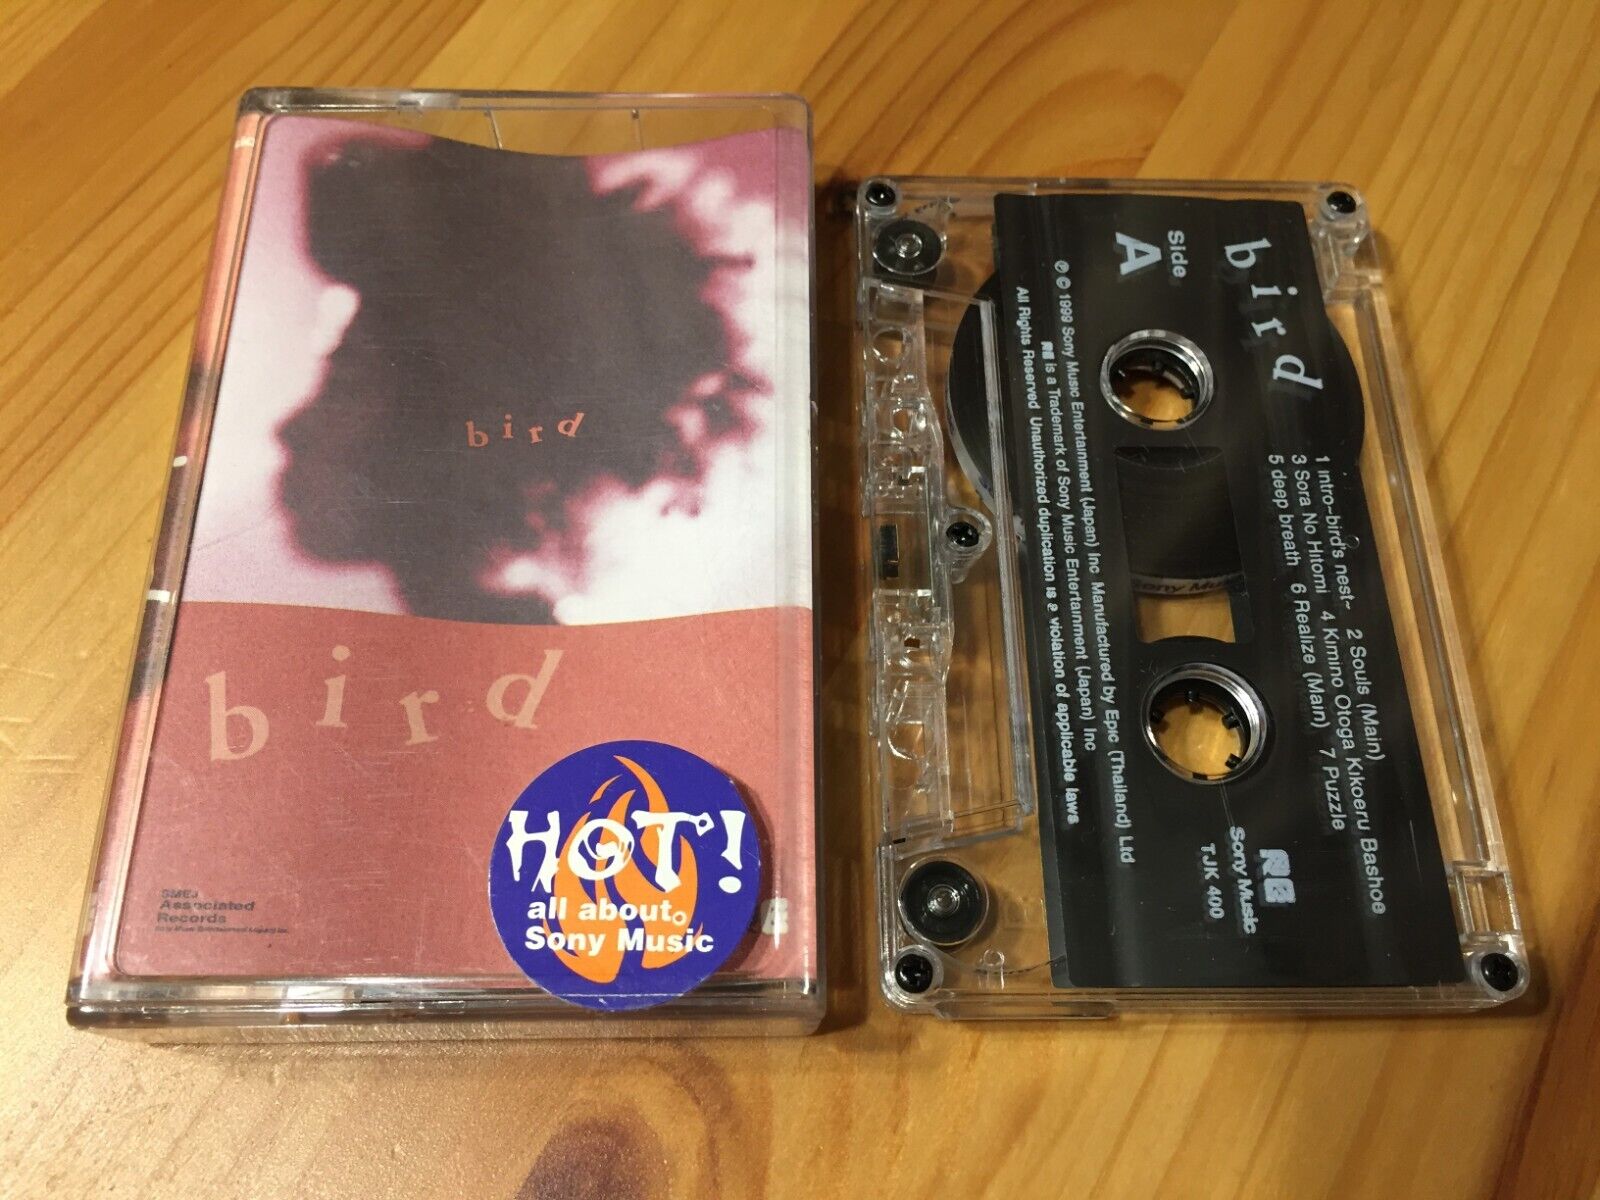 bird
bird
HOT!
all about。
Sony Music
SMEJ
Associated
Records
bird
Side
A
1 intro~bird's nest~ 2 Souls (Main)
3 Sora No Hitomi 4 Kimino Otoga Kikoeru Bashoe
5 deep breath 6 Realize (Main) 7 Puzzle
Sony Music
TJK 400
Sony Music
℗ © 1999 Sony Music Entertainment (Japan) Inc Manufactured by Epic (Thailand) Ltd
is a Trademark of Sony Music Entertainment (Japan) Inc
All Rights Reserved Unauthorized duplication is a violation of applicable laws